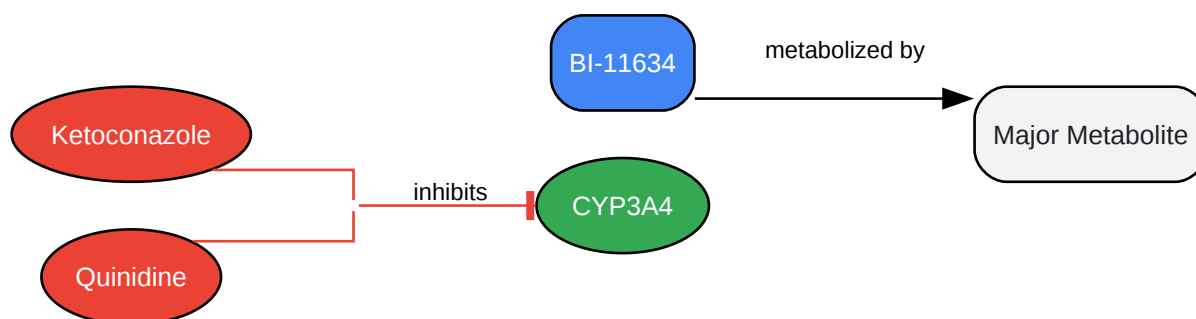 BI-11634
metabolized by
Ketoconazole
Major Metabolite
inhibits
CYP3A4
Quinidine